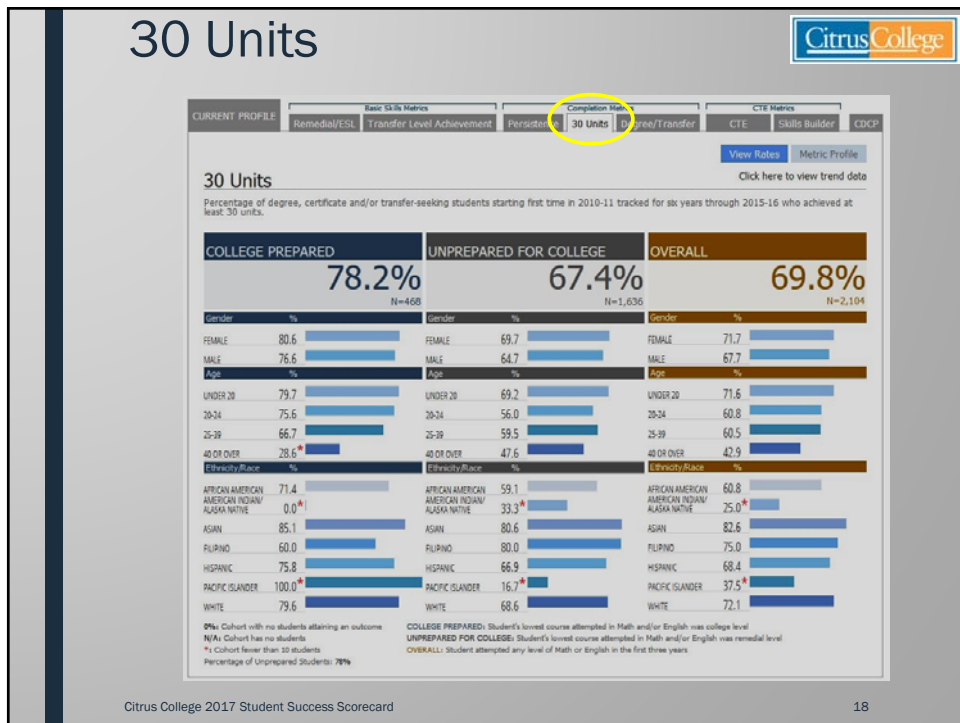 30 Units
Citrus College
CURRENT PROFILE
Basic Skills Metrics Completion Metrics CTE Metrics
Remedial/ESL Transfer Level Achievement Persistence 30 Units Degree/Transfer CTE Skills Builder CDCP
View Rates Metric Profile
30 Units Click here to view trend data
Percentage of degree, certificate and/or transfer-seeking students starting first time in 2010-11 tracked for six years through 2015-16 who achieved at
least 30 units.
COLLEGE PREPARED UNPREPARED FOR COLLEGE OVERALL
78.2% 67.4% 69.8%
N=468 N=1,636 N=2,104
Gender % Gender % Gender %
FEMALE 80.6 FEMALE 69.7 FEMALE 71.7
MALE 76.6 MALE 64.7 MALE 67.7
Age % Age % Age %
UNDER 20 79.7 UNDER 20 69.2 UNDER 20 71.6
20-24 75.6 20-24 56.0 20-24 60.8
25-39 66.7 25-39 59.5 25-39 60.5
40 OR OVER 28.6* 40 OR OVER 47.6 40 OR OVER 42.9
Ethnicity/Race % Ethnicity/Race % Ethnicity/Race %
AFRICAN AMERICAN 71.4 AFRICAN AMERICAN 59.1 AFRICAN AMERICAN 60.8
AMERICAN INDIAN/ AMERICAN INDIAN/ AMERICAN INDIAN/
ALASKA NATIVE 0.0* ALASKA NATIVE 33.3* ALASKA NATIVE 25.0*
ASIAN 85.1 ASIAN 80.6 ASIAN 82.6
FILIPINO 60.0 FILIPINO 80.0 FILIPINO 75.0
HISPANIC 75.8 HISPANIC 66.9 HISPANIC 68.4
PACIFIC ISLANDER 100.0* PACIFIC ISLANDER 16.7* PACIFIC ISLANDER 37.5*
WHITE 79.6 WHITE 68.6 WHITE 72.1
0%: Cohort with no students attaining an outcome COLLEGE PREPARED: Student's lowest course attempted in Math and/or English was college level
N/A: Cohort has no students UNPREPARED FOR COLLEGE: Student's lowest course attempted in Math and/or English was remedial level
*: Cohort fewer than 10 students OVERALL: Student attempted any level of Math or English in the first three years
Percentage of Unprepared Students: 78%
Citrus College 2017 Student Success Scorecard 18